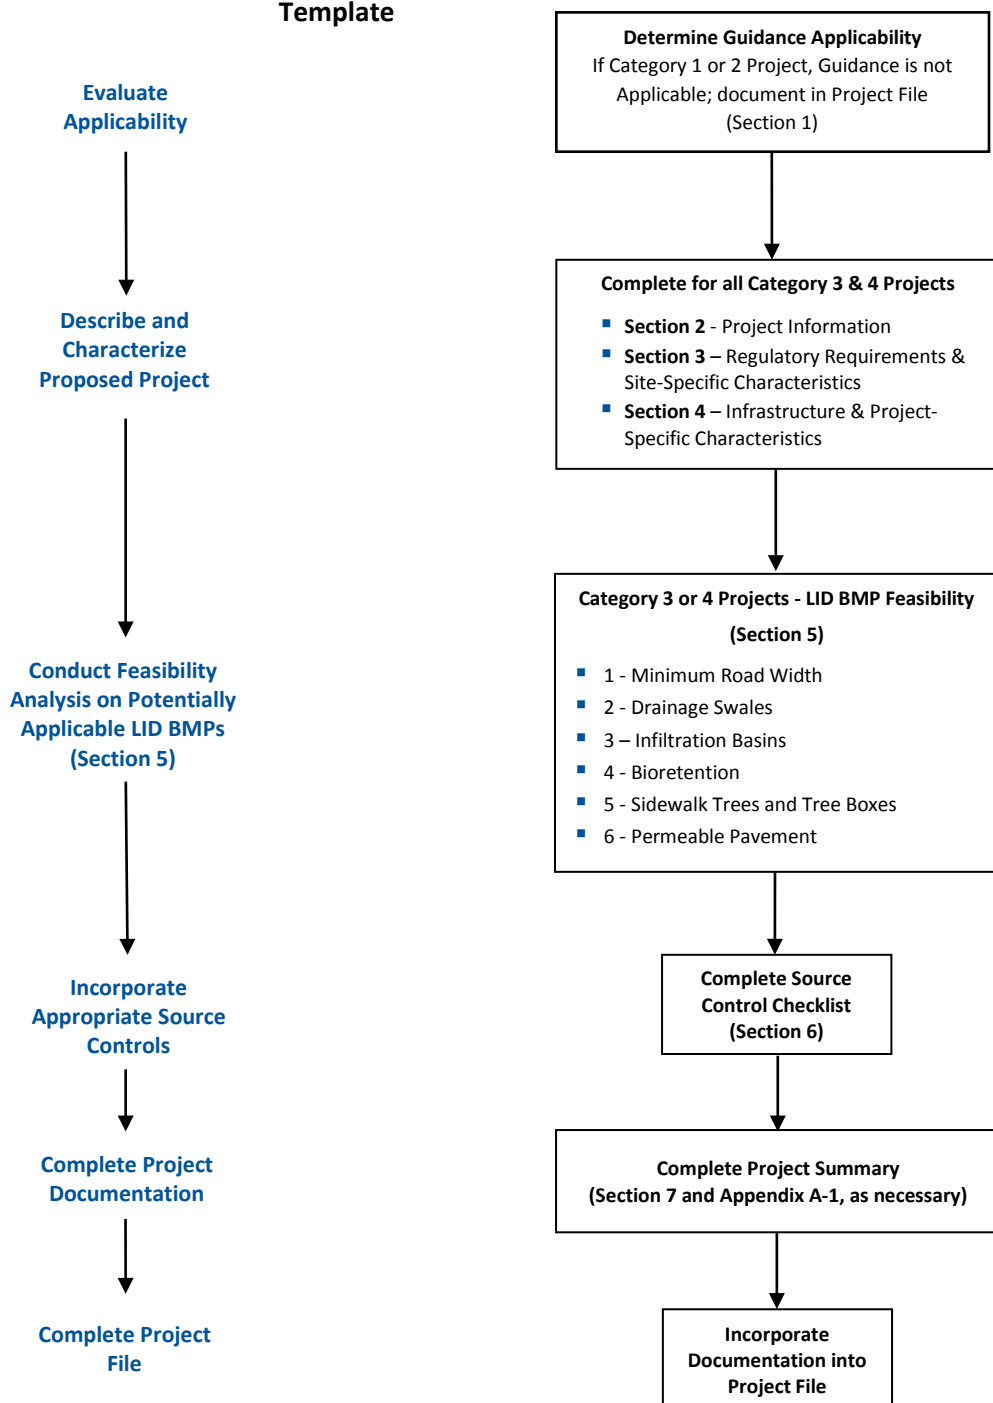 Template
Evaluate
Applicability
Describe and
Characterize
Proposed Project
Conduct Feasibility
Analysis on Potentially
Applicable LID BMPs
(Section 5)
Incorporate
Appropriate Source
Controls
Complete Project
Documentation
Complete Project
File
Determine Guidance Applicability
If Category 1 or 2 Project, Guidance is not
Applicable; document in Project File
(Section 1)
Complete for all Category 3 & 4 Projects
▪ Section 2 - Project Information
▪ Section 3 – Regulatory Requirements &
Site-Specific Characteristics
▪ Section 4 – Infrastructure & Project-
Specific Characteristics
Category 3 or 4 Projects - LID BMP Feasibility
(Section 5)
▪ 1 - Minimum Road Width
▪ 2 - Drainage Swales
▪ 3 – Infiltration Basins
▪ 4 - Bioretention
▪ 5 - Sidewalk Trees and Tree Boxes
▪ 6 - Permeable Pavement
Complete Source
Control Checklist
(Section 6)
Complete Project Summary
(Section 7 and Appendix A-1, as necessary)
Incorporate
Documentation into
Project File